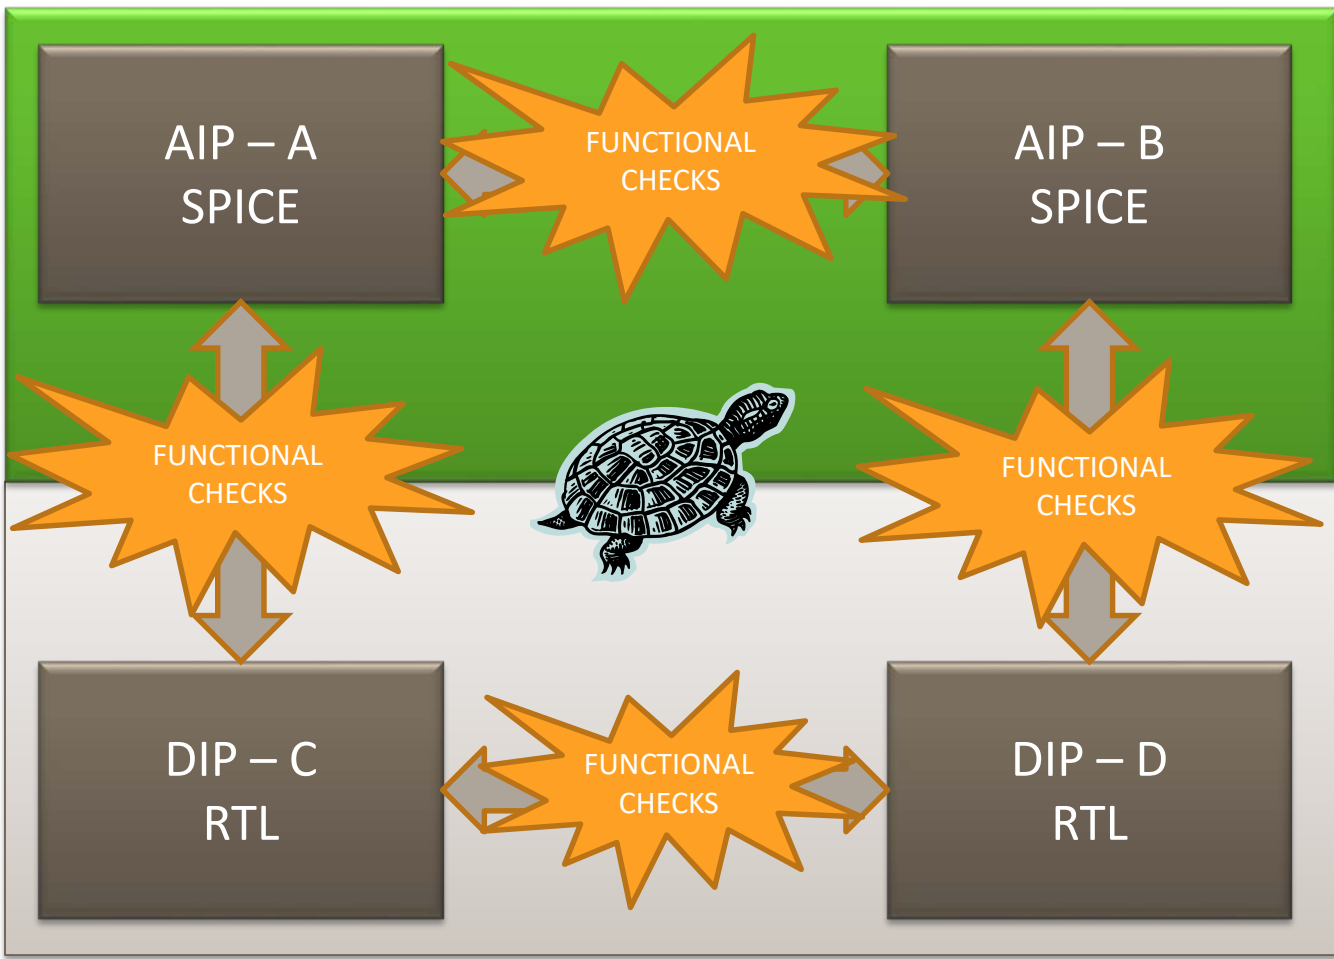 AIP – A
SPICE
FUNCTIONAL
CHECKS
AIP – B
SPICE
FUNCTIONAL
CHECKS
FUNCTIONAL
CHECKS
DIP – C
RTL
FUNCTIONAL
CHECKS
DIP – D
RTL